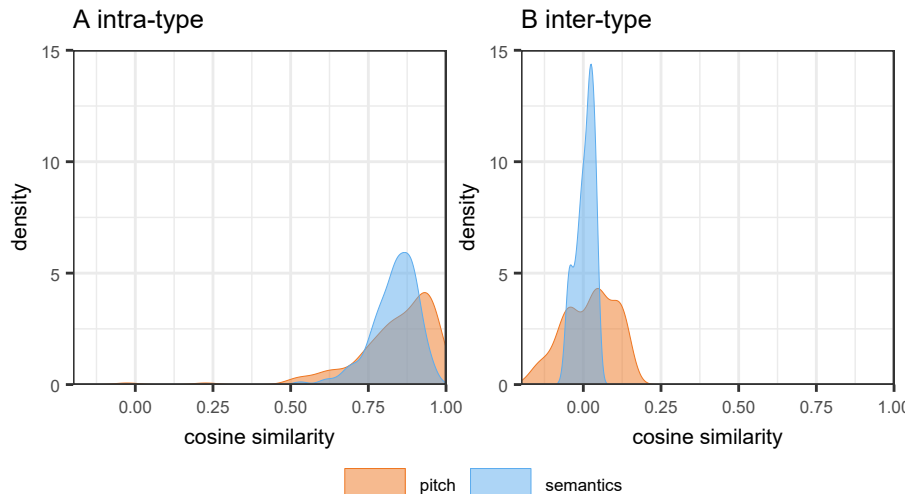 A intra-type
B inter-type
15
10
5
0
density
0.00 0.25 0.50 0.75 1.00
cosine similarity
15
10
5
0
density
0.00 0.25 0.50 0.75 1.00
cosine similarity
pitch semantics